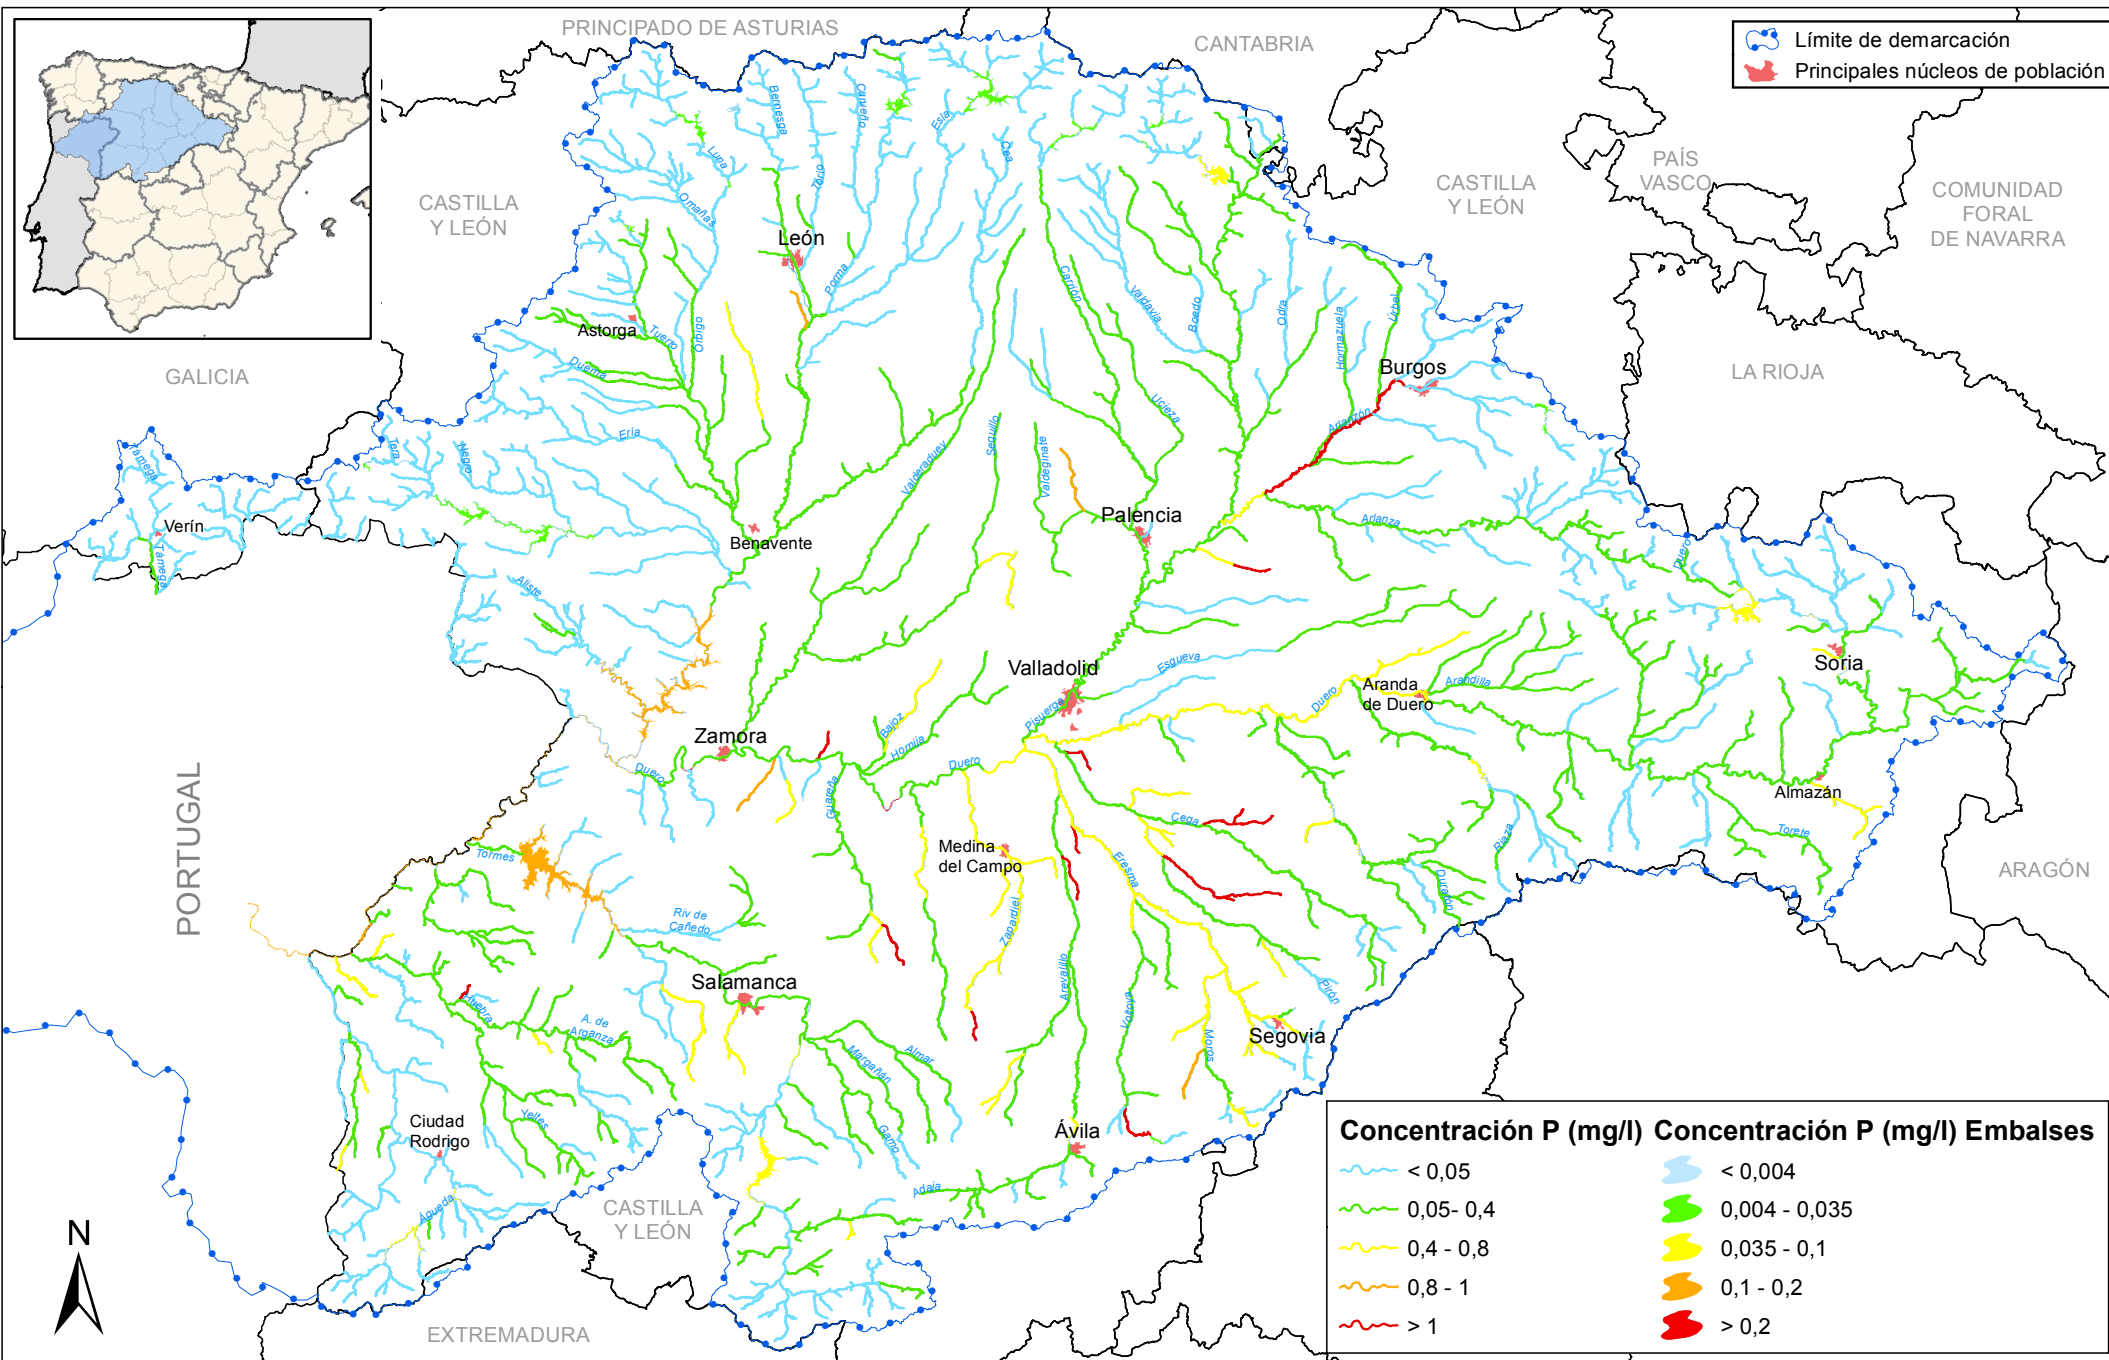 PRINCIPADO DE ASTURIAS
CANTABRIA
Límite de demarcación
Principales núcleos de población
PAÍS
VASCO
CASTILLA
Y LEÓN
COMUNIDAD
FORAL
DE NAVARRA
CASTILLA
Y LEÓN
LA RIOJA
GALICIA
ARAGÓN
PORTUGAL
CASTILLA
Y LEÓN
EXTREMADURA
Bernesga
Curueño
Esla
Cea
Luna
Torío
Omañas
León
Porma
Carrión
Valdavia
Boedo
Odra
Hormazuela
Úrbel
Astorga
Tuerto
Órbigo
Duerna
Burgos
Arlanzón
Ucieza
Eria
Tera
Negro
Támega
Valderaduey
Sequillo
Valdeginate
Verín
Támega
Palencia
Arlanza
Benavente
Duero
Aliste
Valladolid
Esgueva
Soria
Pisuerga
Duero
Aranda
de Duero
Arandilla
Bajoz
Hornija
Zamora
Duero
Duero
Guareña
Almazán
Torete
Cega
Riaza
Medina
del Campo
Tormes
Eresma
Duratón
Zapardiel
Riv de
Cañedo
Arevalillo
Voltoya
Pirón
Salamanca
Huebra
A. de
Arganza
Margañán
Almar
Moros
Segovia
Ciudad
Rodrigo
Yeltes
Gamo
Ávila
Adaja
Águeda
N
Concentración P (mg/l)
< 0,05
0,05- 0,4
0,4 - 0,8
0,8 - 1
> 1
Concentración P (mg/l) Embalses
< 0,004
0,004 - 0,035
0,035 - 0,1
0,1 - 0,2
> 0,2